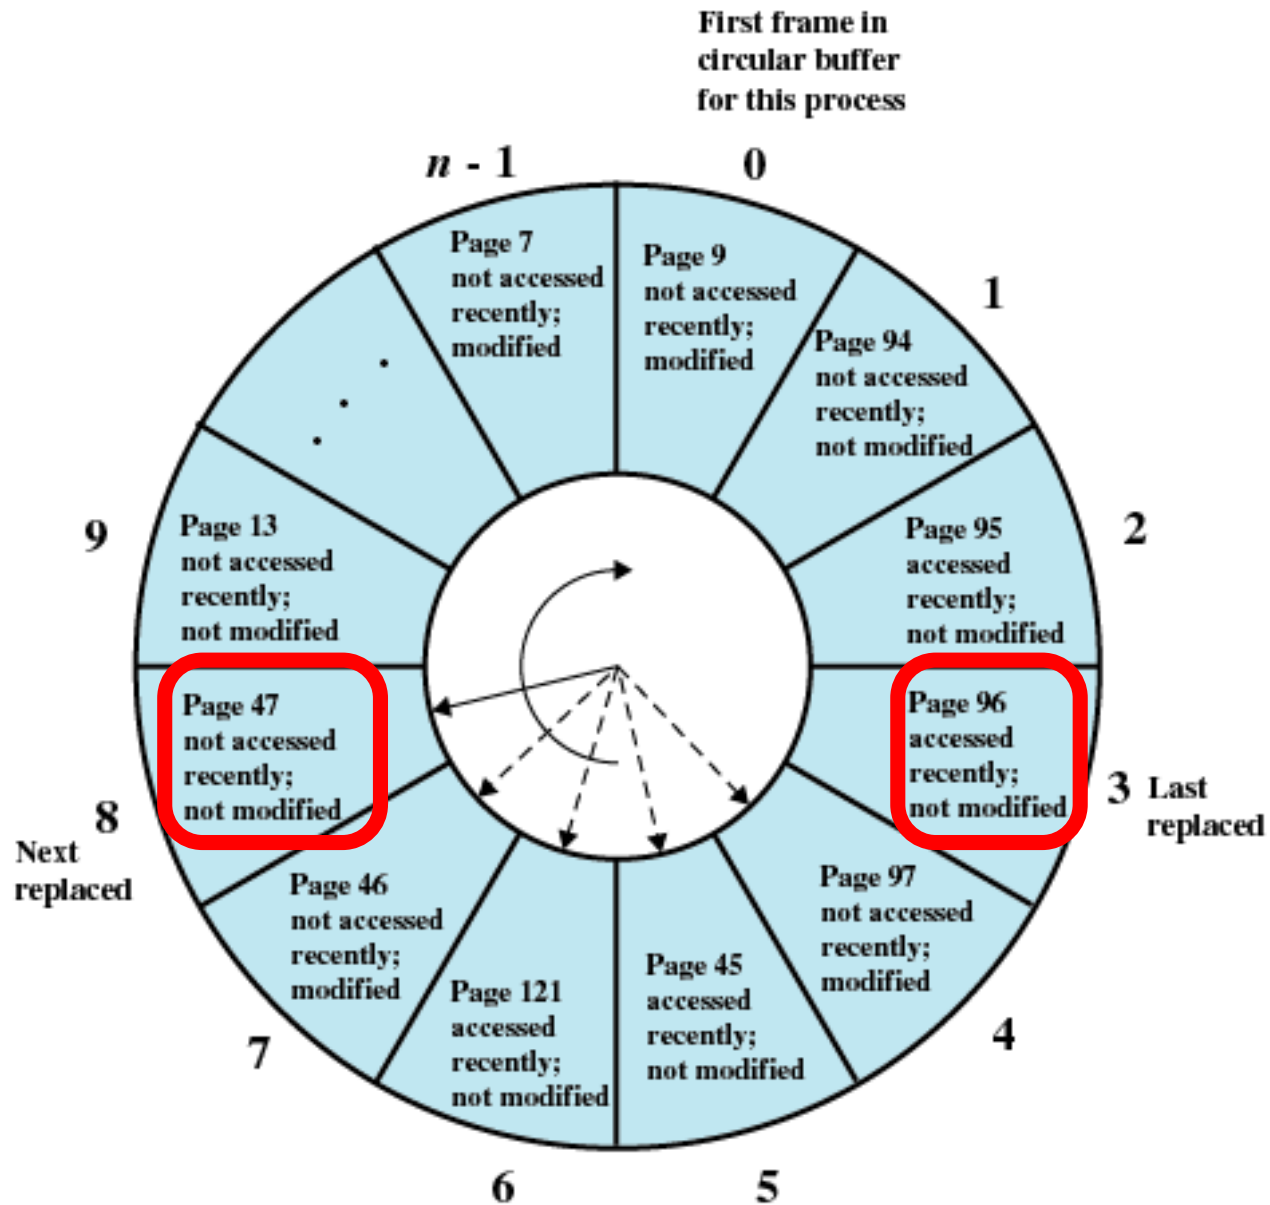 First frame in
circular buffer
for this process
n - 1
0
Page 7
not accessed
recently;
modified
Page 9
not accessed
recently;
modified
1
Page 94
not accessed
recently;
not modified
2
Page 95
accessed
recently;
not modified
3
Last
replaced
Page 96
accessed
recently;
not modified
4
Page 97
not accessed
recently;
modified
5
Page 45
accessed
recently;
not modified
6
Page 121
accessed
recently;
not modified
7
Page 46
not accessed
recently;
modified
8
Next
replaced
Page 47
not accessed
recently;
not modified
9
Page 13
not accessed
recently;
not modified